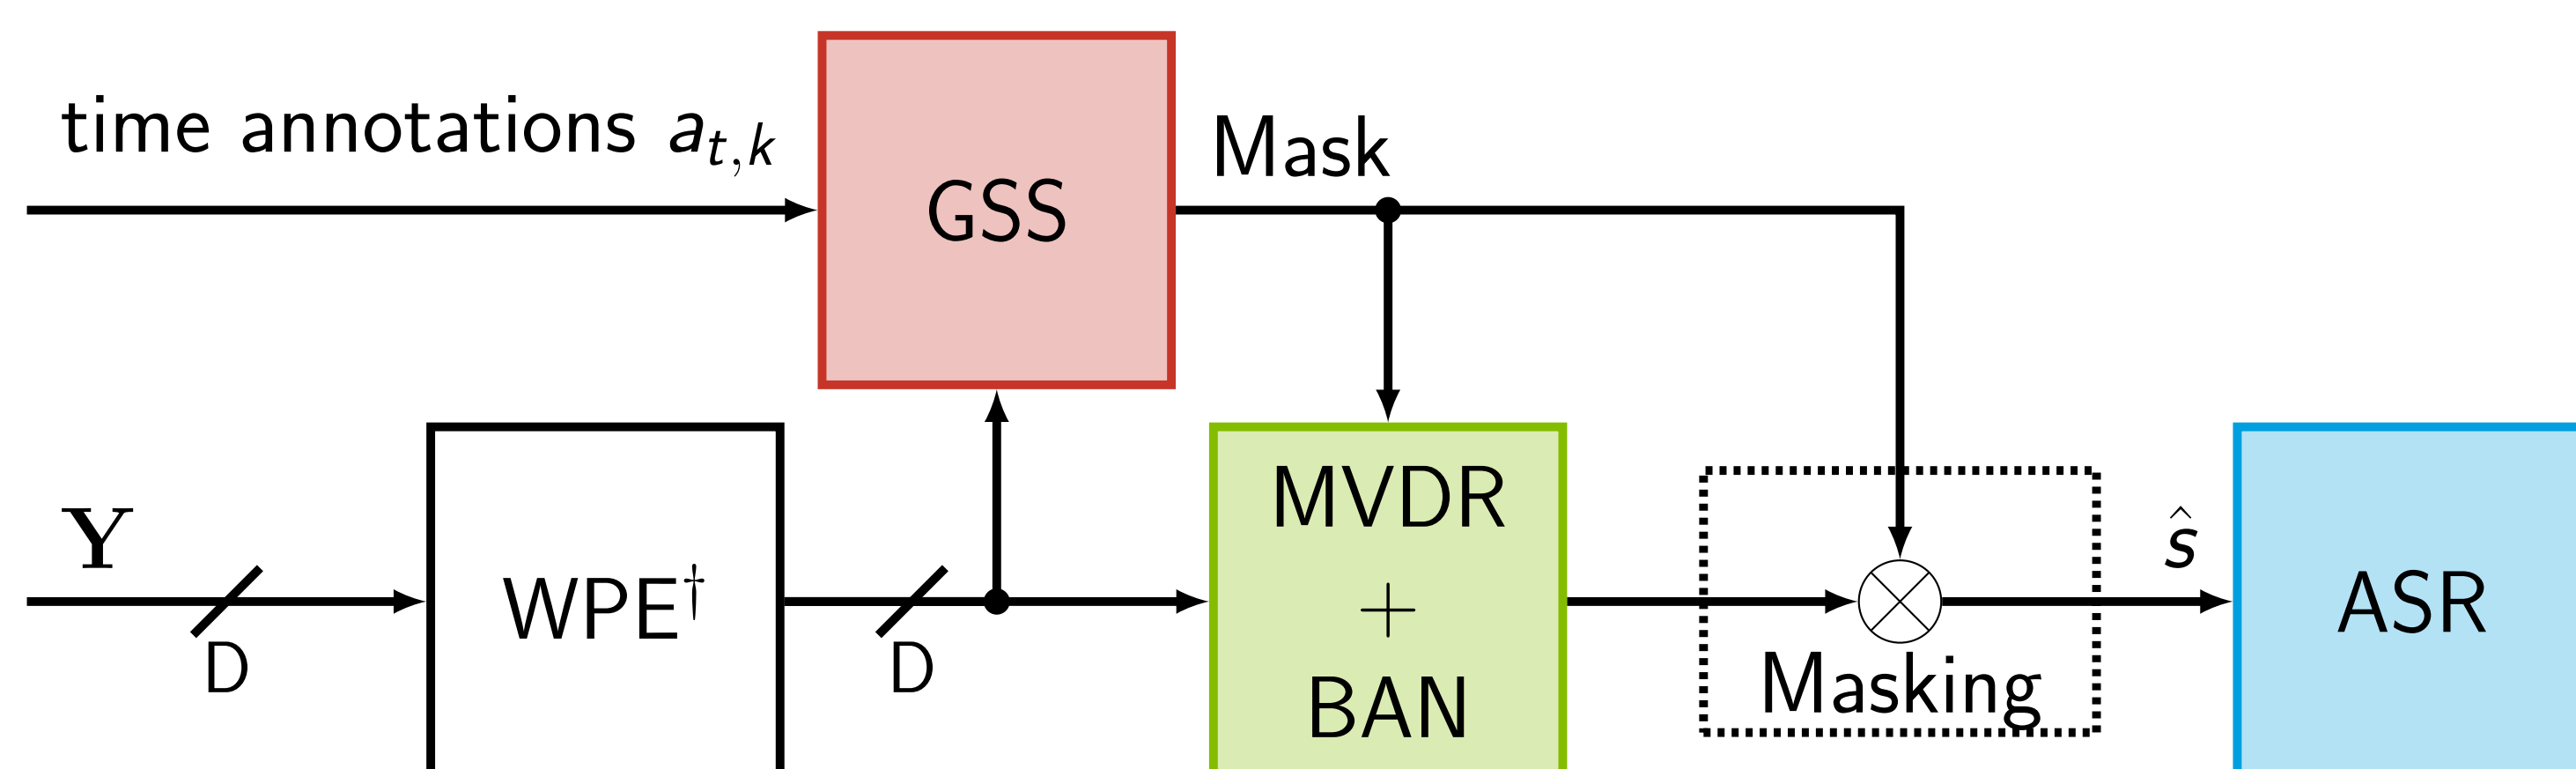 time annotations a_{t,k}
GSS
Mask
Y
D
WPE†
D
MVDR
+
BAN
Masking
ŝ
ASR